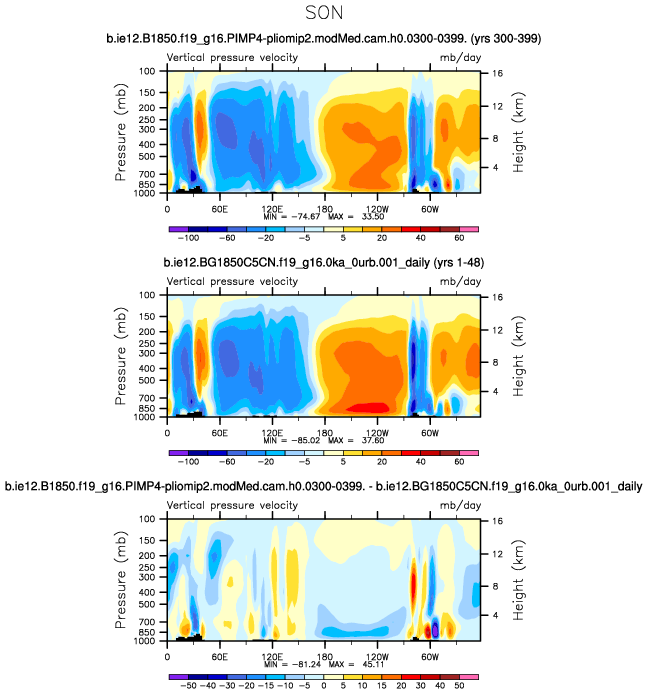 SON
b.ie12.B1850.f19_g16.PIMP4-pliomip2.modMed.cam.h0.0300-0399. (yrs 300-399)
Vertical pressure velocity mb/day
Pressure (mb)
100
150
200
250
300
400
500
700
850
1000
16
12
8
4
Height (km)
0 60E 120E 180 120W 60W
MIN = -74.67 MAX = 33.50
-100 -60 -20 -5 5 20 40 60
b.ie12.BG1850C5CN.f19_g16.0ka_0urb.001_daily (yrs 1-48)
Vertical pressure velocity mb/day
Pressure (mb)
100
150
200
250
300
400
500
700
850
1000
16
12
8
4
Height (km)
0 60E 120E 180 120W 60W
MIN = -85.02 MAX = 37.60
-100 -60 -20 -5 5 20 40 60
b.ie12.B1850.f19_g16.PIMP4-pliomip2.modMed.cam.h0.0300-0399. - b.ie12.BG1850C5CN.f19_g16.0ka_0urb.001_daily
Vertical pressure velocity mb/day
Pressure (mb)
100
150
200
250
300
400
500
700
850
1000
16
12
8
4
Height (km)
0 60E 120E 180 120W 60W
MIN = -81.24 MAX = 45.11
-50 -40 -30 -20 -15 -10 -5 0 5 10 15 20 30 40 50